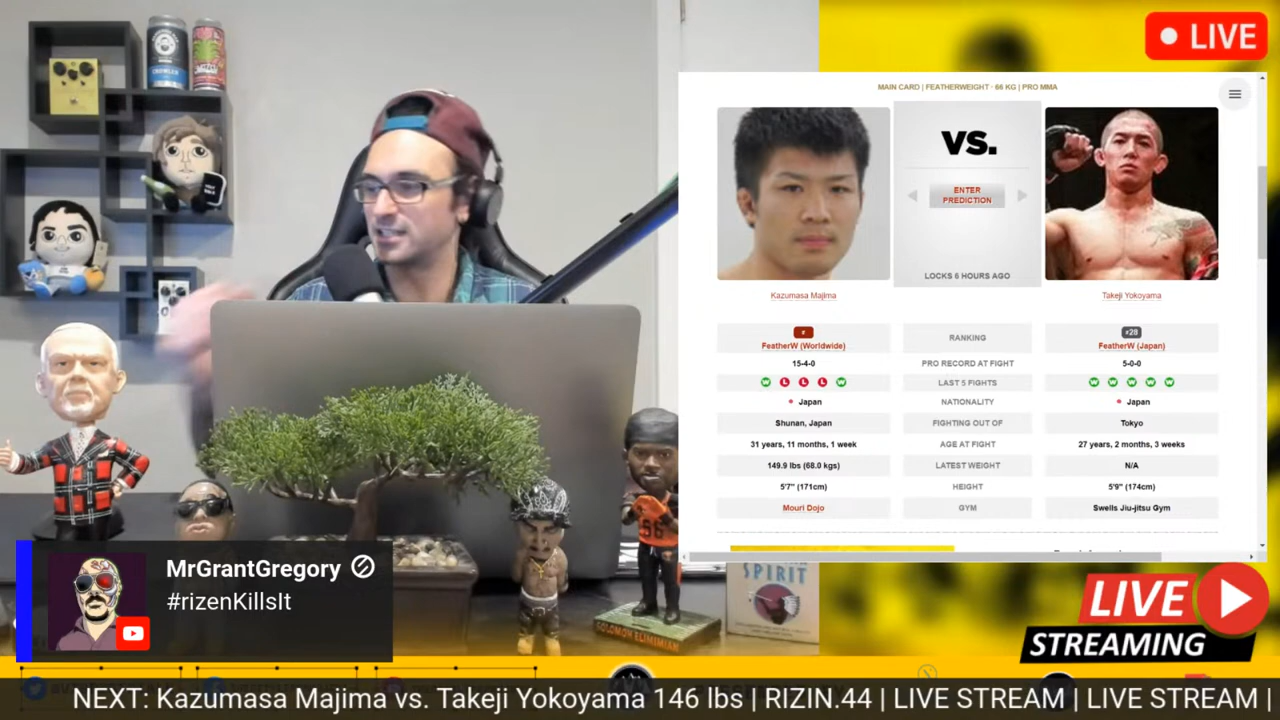 LIVE
MAIN CARD | FEATHERWEIGHT · 66 KG | PRO MMA
VS.
ENTER
PREDICTION
LOCKS 6 HOURS AGO
Kazumasa Majima
Takeji Yokoyama
#
RANKING
#28
FeatherW (Worldwide)
FeatherW (Japan)
15-4-0
PRO RECORD AT FIGHT
5-0-0
W L L L W
LAST 5 FIGHTS
W W W W W
Japan
NATIONALITY
Japan
Shunan, Japan
FIGHTING OUT OF
Tokyo
31 years, 11 months, 1 week
AGE AT FIGHT
27 years, 2 months, 3 weeks
149.9 lbs (68.0 kgs)
LATEST WEIGHT
N/A
5'7" (171cm)
HEIGHT
5'9" (174cm)
Mouri Dojo
GYM
Swells Jiu-jitsu Gym
MrGrantGregory
#rizenKillsIt
SPIRIT
SOLOMON ELIMIMIAN
56
LIVE
STREAMING
NEXT: Kazumasa Majima vs. Takeji Yokoyama 146 lbs | RIZIN.44 | LIVE STREAM | LIVE STREAM |